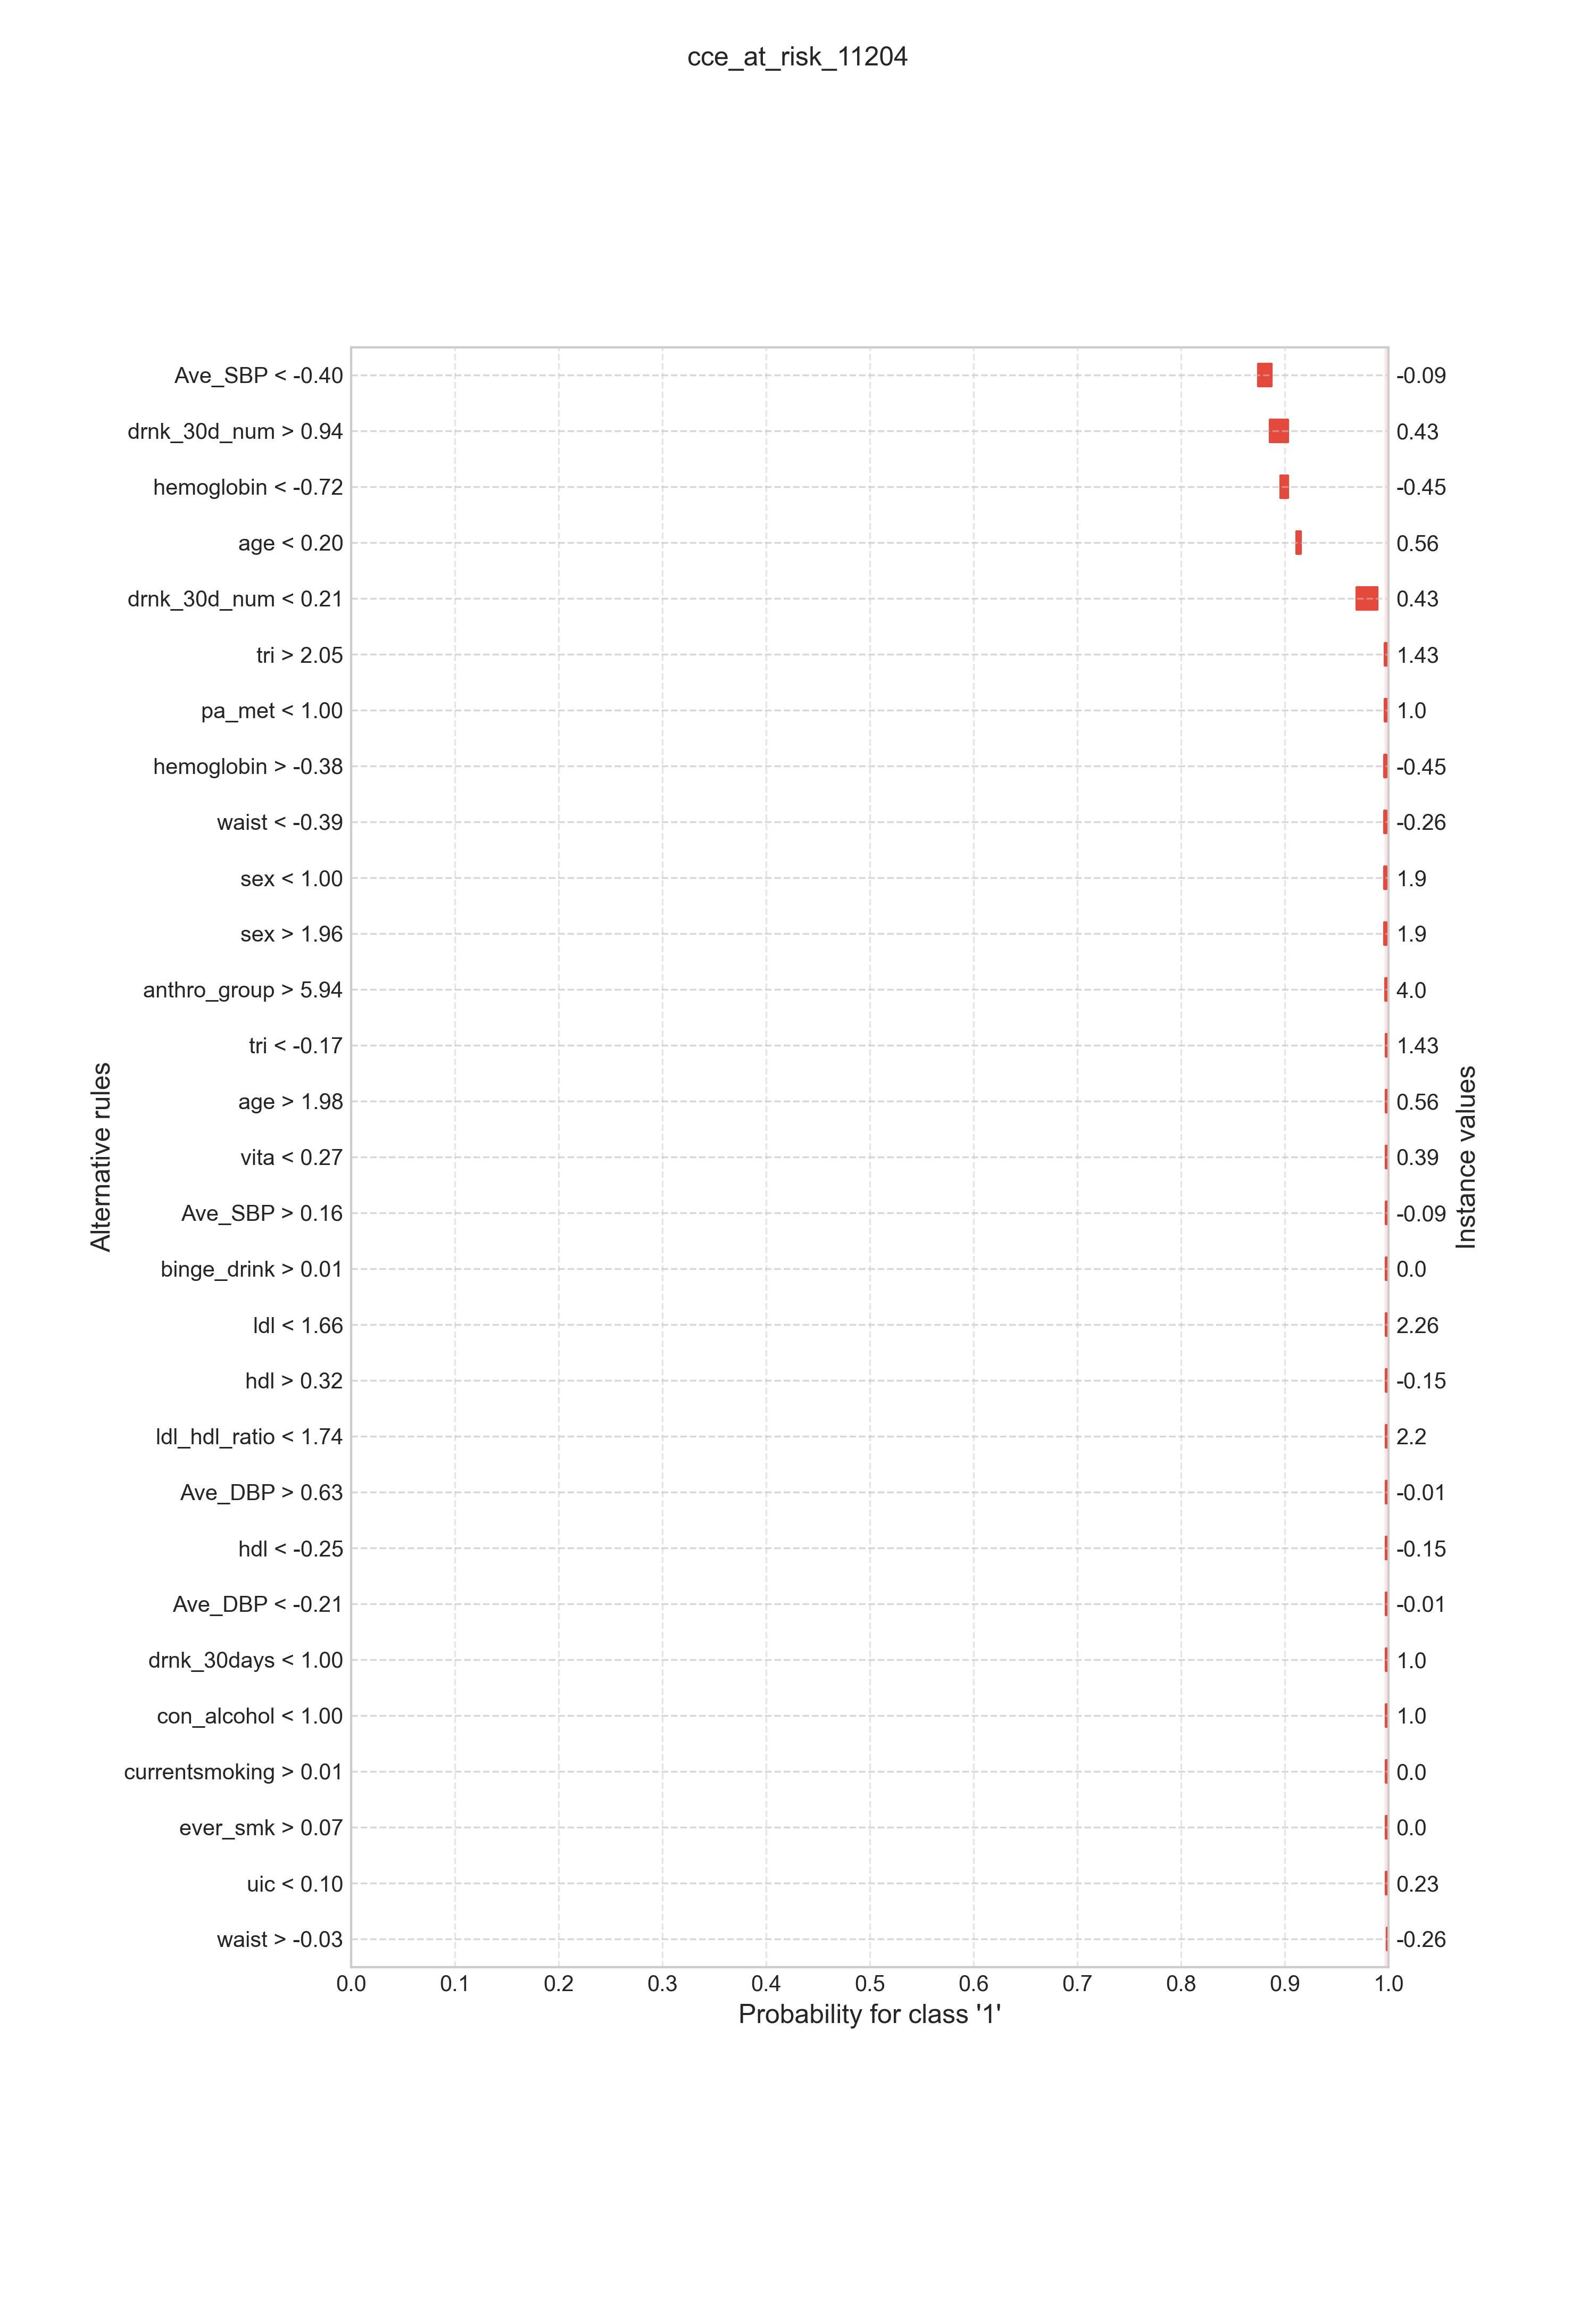 cce_at_risk_11204
Ave_SBP < -0.40 -0.09
drnk_30d_num > 0.94 0.43
hemoglobin < -0.72 -0.45
age < 0.20 0.56
drnk_30d_num < 0.21 0.43
tri > 2.05 1.43
pa_met < 1.00 1.0
hemoglobin > -0.38 -0.45
waist < -0.39 -0.26
sex < 1.00 1.9
sex > 1.96 1.9
anthro_group > 5.94 4.0
tri < -0.17 1.43
age > 1.98 0.56
vita < 0.27 0.39
Ave_SBP > 0.16 -0.09
binge_drink > 0.01 0.0
ldl < 1.66 2.26
hdl > 0.32 -0.15
ldl_hdl_ratio < 1.74 2.2
Ave_DBP > 0.63 -0.01
hdl < -0.25 -0.15
Ave_DBP < -0.21 -0.01
drnk_30days < 1.00 1.0
con_alcohol < 1.00 1.0
currentsmoking > 0.01 0.0
ever_smk > 0.07 0.0
uic < 0.10 0.23
waist > -0.03 -0.26
Alternative rules
Instance values
0.0 0.1 0.2 0.3 0.4 0.5 0.6 0.7 0.8 0.9 1.0
Probability for class '1'